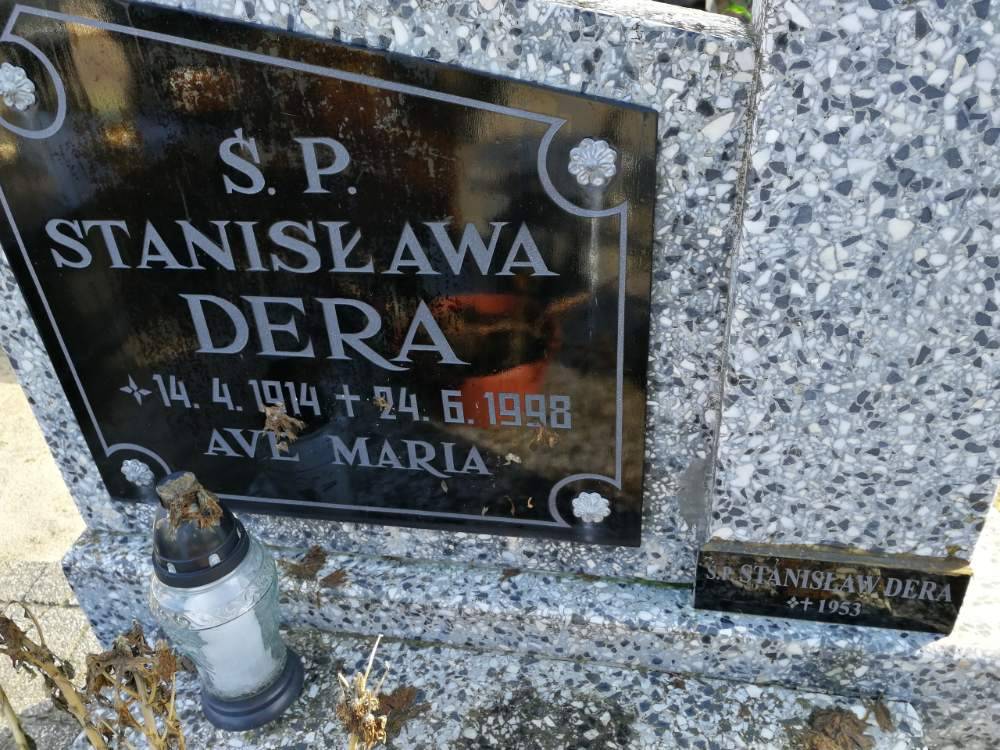 Ś. P.
STANISŁAWA
DERA
14. 4. 1914 ✝ 24. 6. 1998
AVE MARIA
Ś.P. STANISŁAW DERA
✝ 1953